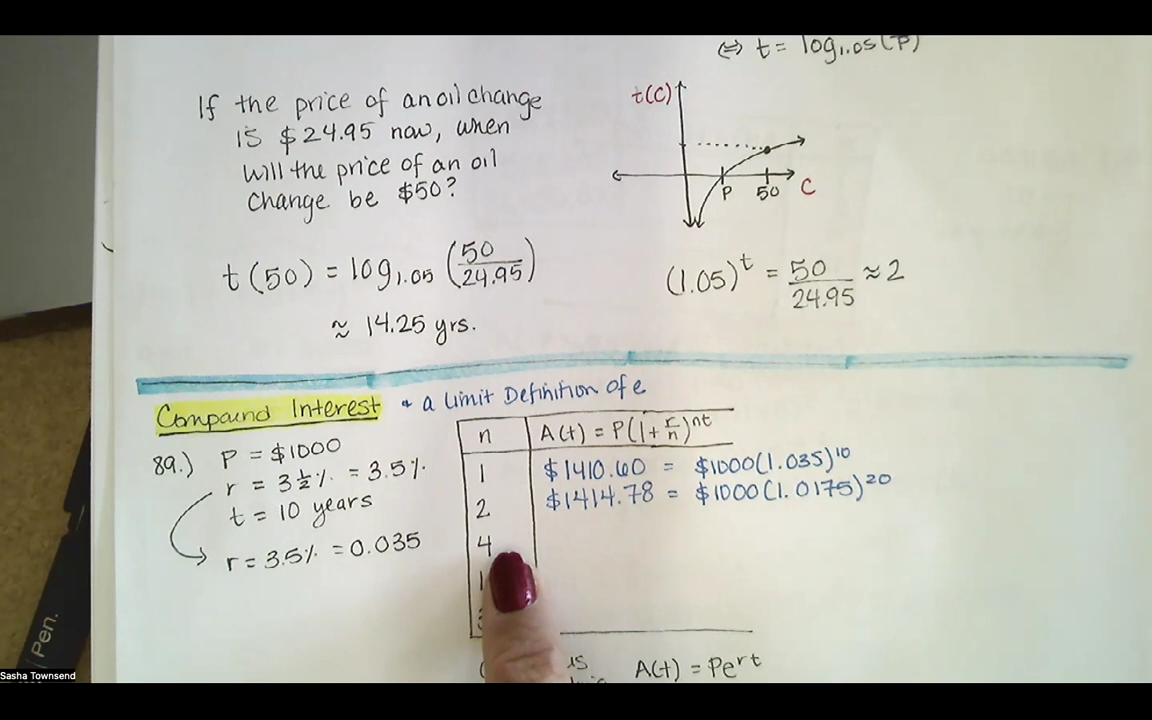 ⇔ t = log₁.₀₅(P)
If the price of an oil change
is $24.95 now, when
will the price of an oil
change be $50?
t(C)
P 50 C
t(50) = log₁.₀₅ (50/24.95)
≈ 14.25 yrs.
(1.05)^t = 50/24.95 ≈ 2
Compound Interest + a Limit Definition of e
89.) P = $1000
r = 3 ½ % = 3.5%
t = 10 years
r = 3.5% = 0.035
n A(t) = P(1 + r/n)^nt
1 $1410.60 = $1000(1.035)^10
2 $1414.78 = $1000(1.0175)^20
4
A(t) = Pe^rt
Pen.
Sasha Townsend